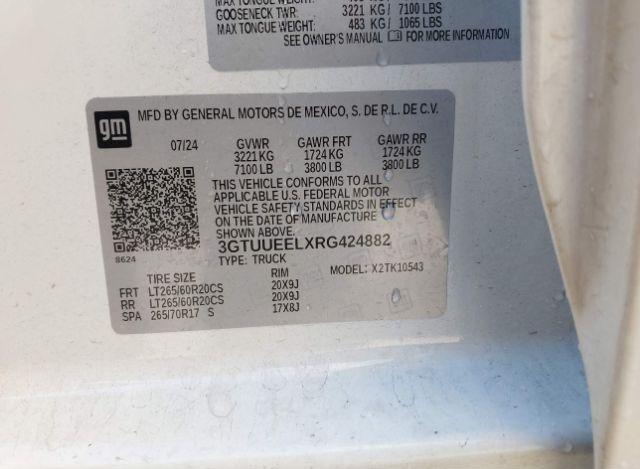 GOOSENECK TWR: 3221 KG / 7100 LBS
MAX TONGUE WEIGHT: 483 KG / 1065 LBS
SEE OWNER'S MANUAL FOR MORE INFORMATION
gm
MFD BY GENERAL MOTORS DE MEXICO, S. DE R.L. DE C.V.
07/24 GVWR GAWR FRT GAWR RR
3221 KG 1724 KG 1724 KG
7100 LB 3800 LB 3800 LB
THIS VEHICLE CONFORMS TO ALL
APPLICABLE U.S. FEDERAL MOTOR
VEHICLE SAFETY STANDARDS IN EFFECT
ON THE DATE OF MANUFACTURE
SHOWN ABOVE.
8624
3GTUUEELXRG424882
TYPE: TRUCK MODEL: X2TK10543
TIRE SIZE RIM
FRT LT265/60R20CS 20X9J
RR LT265/60R20CS 20X9J
SPA 265/70R17 S 17X8J